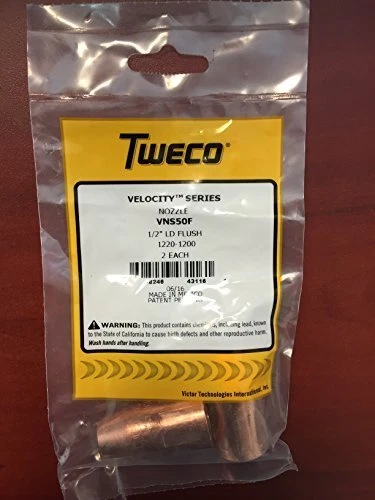 TWECO®
VELOCITY™ SERIES
NOZZLE
VNS50F
1/2" LD FLUSH
1220-1200
2 EACH
43116
06/16
MADE IN MEXICO
PATENT
WARNING: This product contains chemicals, including lead, known
to the State of California to cause birth defects and other reproductive harm.
Wash hands after handling.
Victor Technologies International, Inc.